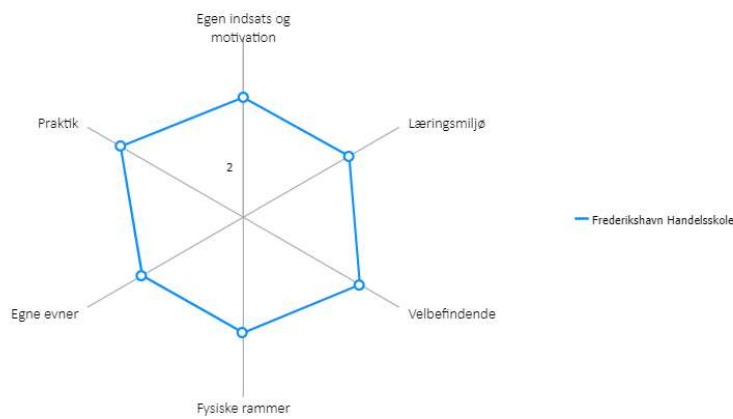 Egen indsats og
motivation
Praktik
Læringsmiljø
2
Frederikshavn Handelsskole
Egne evner
Velbefindende
Fysiske rammer